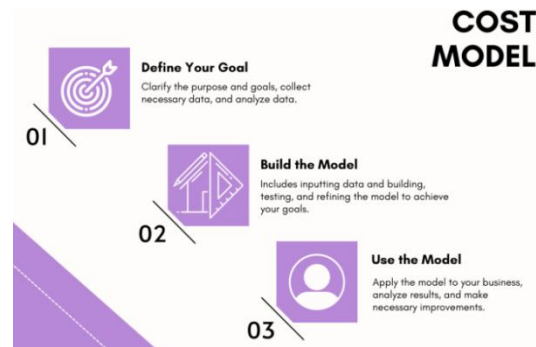 COST
MODEL
Define Your Goal
Clarify the purpose and goals, collect
necessary data, and analyze data.
01
Build the Model
Includes inputting data and building,
testing, and refining the model to achieve
your goals.
02
Use the Model
Apply the model to your business,
analyze results, and make
necessary improvements.
03